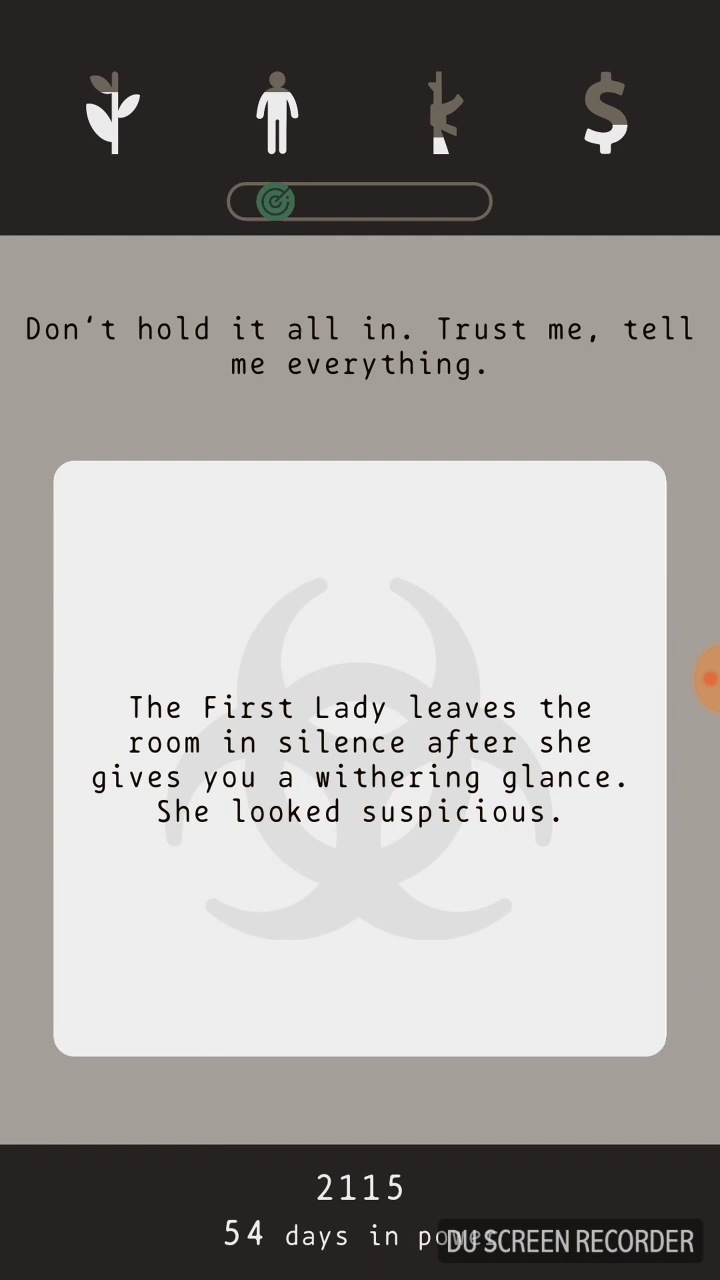 Don't hold it all in. Trust me, tell
me everything.
The First Lady leaves the
room in silence after she
gives you a withering glance.
She looked suspicious.
2115
54 days in power
DU SCREEN RECORDER